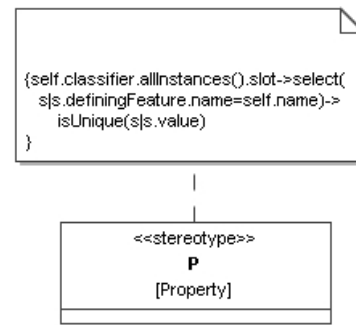 {self.classifier.allInstances().slot->select(
s|s.definingFeature.name=self.name)->
isUnique(s|s.value)
}
<<stereotype>>
P
[Property]